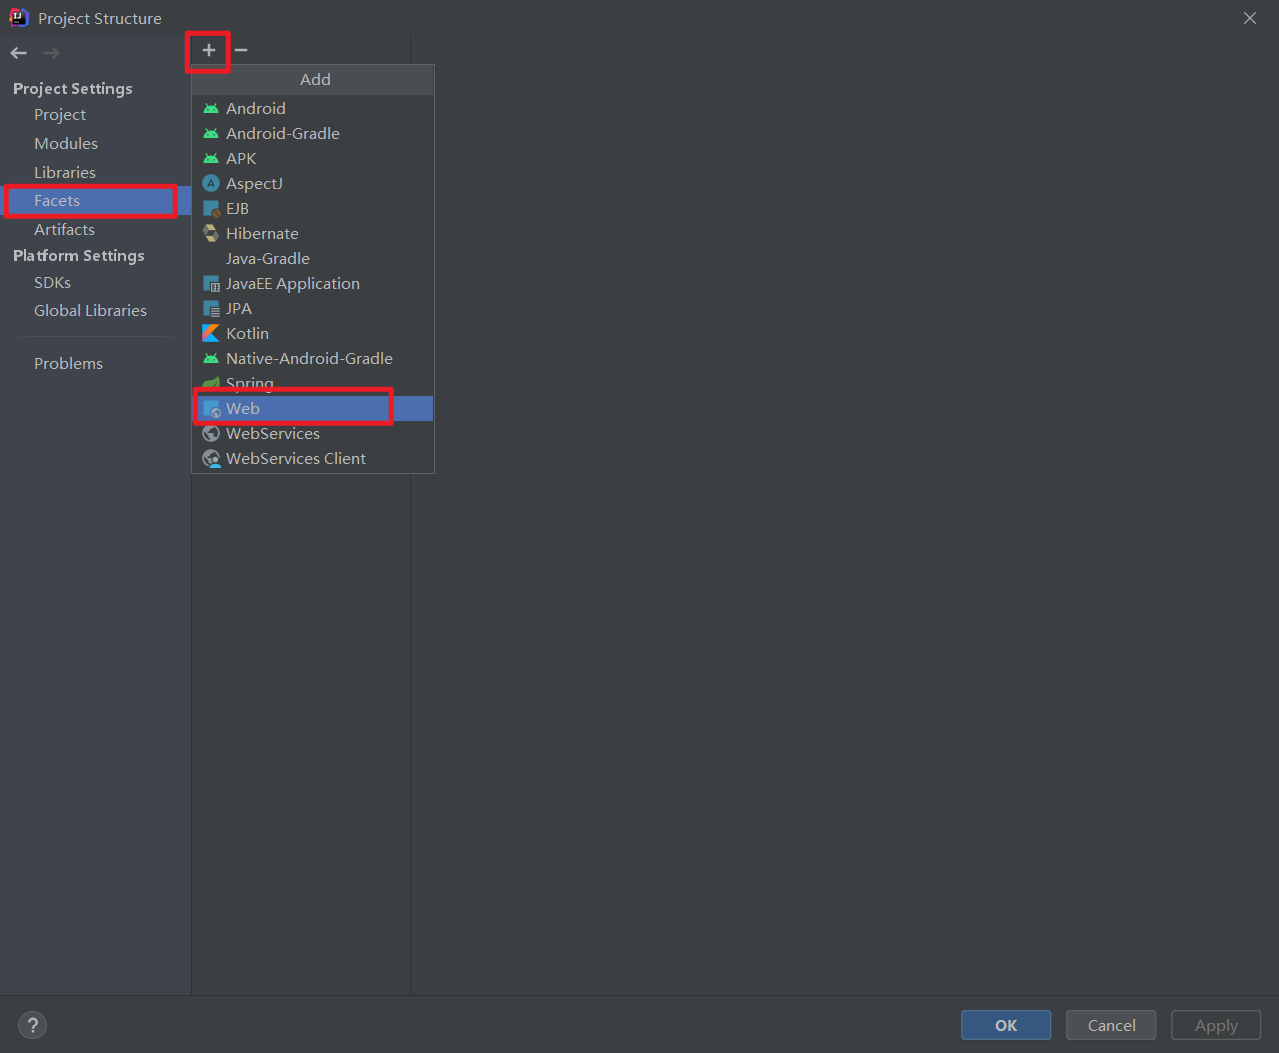 Project Structure
Project Settings
Project
Modules
Libraries
Facets
Artifacts
Platform Settings
SDKs
Global Libraries
Problems
Add
Android
Android-Gradle
APK
AspectJ
EJB
Hibernate
Java-Gradle
JavaEE Application
JPA
Kotlin
Native-Android-Gradle
Spring
Web
WebServices
WebServices Client
?
OK
Cancel
Apply